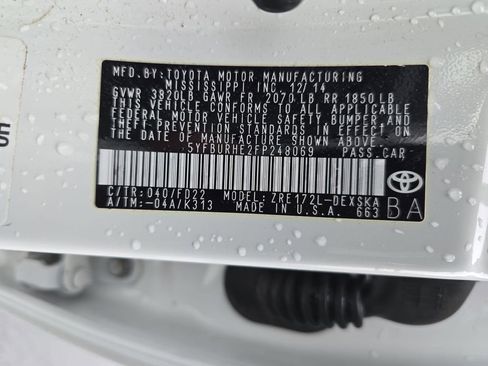 MFD. BY: TOYOTA MOTOR MANUFACTURING
MISSISSIPPI INC. 12/14
GVWR 3820LB GAWR FR 2070 LB RR 1850 LB
THIS VEHICLE CONFORMS TO ALL APPLICABLE
FEDERAL MOTOR VEHICLE SAFETY, BUMPER AND
THEFT-PREVENTION STANDARDS IN EFFECT ON
THE DATE OF MANUFACTURE SHOWN ABOVE.
5YFBURHE2FP248069 PASS.CAR
C/TR: 040/FD22 MODEL: ZRE172L-DEXSKA
A/TM: -04A/K313 MADE IN U.S.A. 663
BA